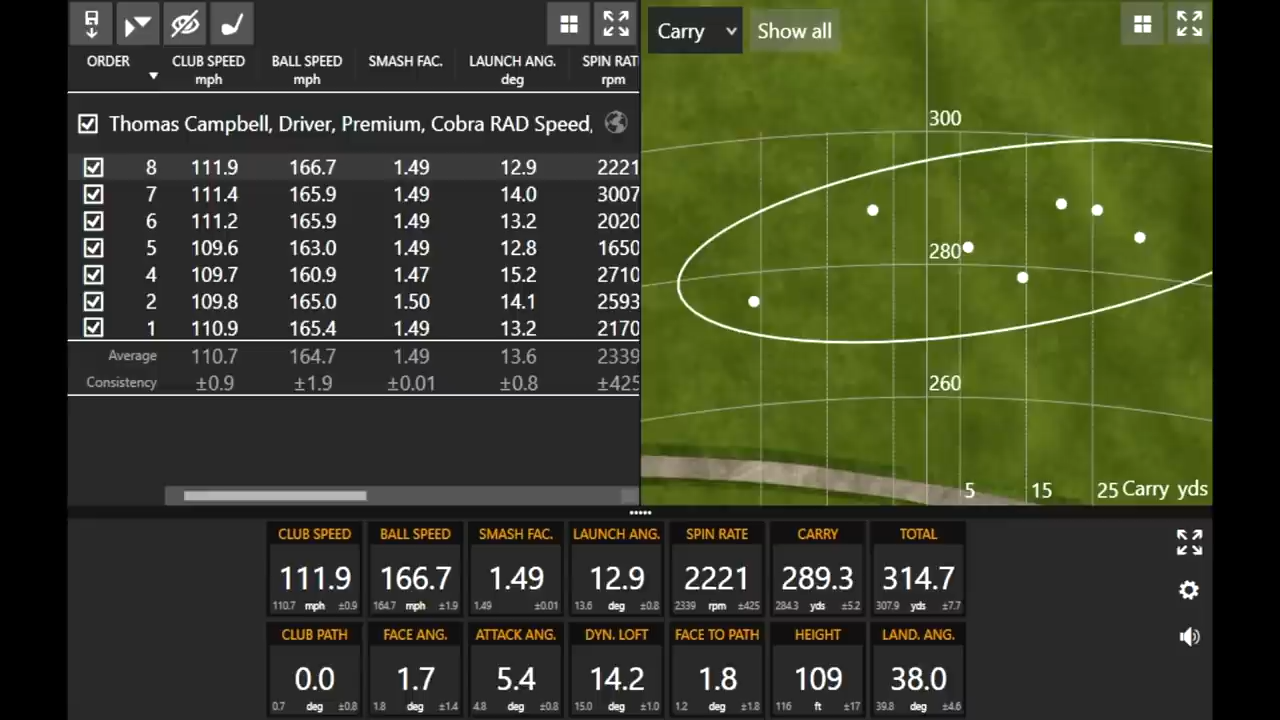 ORDER CLUB SPEED BALL SPEED SMASH FAC. LAUNCH ANG. SPIN RAT
mph mph deg rpm
Thomas Campbell, Driver, Premium, Cobra RAD Speed,
8 111.9 166.7 1.49 12.9 2221
7 111.4 165.9 1.49 14.0 3007
6 111.2 165.9 1.49 13.2 2020
5 109.6 163.0 1.49 12.8 1650
4 109.7 160.9 1.47 15.2 2710
2 109.8 165.0 1.50 14.1 2593
1 110.9 165.4 1.49 13.2 2170
Average 110.7 164.7 1.49 13.6 2339
Consistency ±0.9 ±1.9 ±0.01 ±0.8 ±425
Carry Show all
300
280
260
5 15 25 Carry yds
CLUB SPEED BALL SPEED SMASH FAC. LAUNCH ANG. SPIN RATE CARRY TOTAL
111.9 166.7 1.49 12.9 2221 289.3 314.7
110.7 mph ±0.9 164.7 mph ±1.9 1.49 ±0.01 13.6 deg ±0.8 2339 rpm ±425 284.3 yds ±5.2 307.9 yds ±7.7
CLUB PATH FACE ANG. ATTACK ANG. DYN. LOFT FACE TO PATH HEIGHT LAND. ANG.
0.0 1.7 5.4 14.2 1.8 109 38.0
0.7 deg ±0.8 1.8 deg ±1.4 4.8 deg ±0.8 15.0 deg ±1.0 1.2 deg ±1.8 116 ft ±17 39.8 deg ±4.6